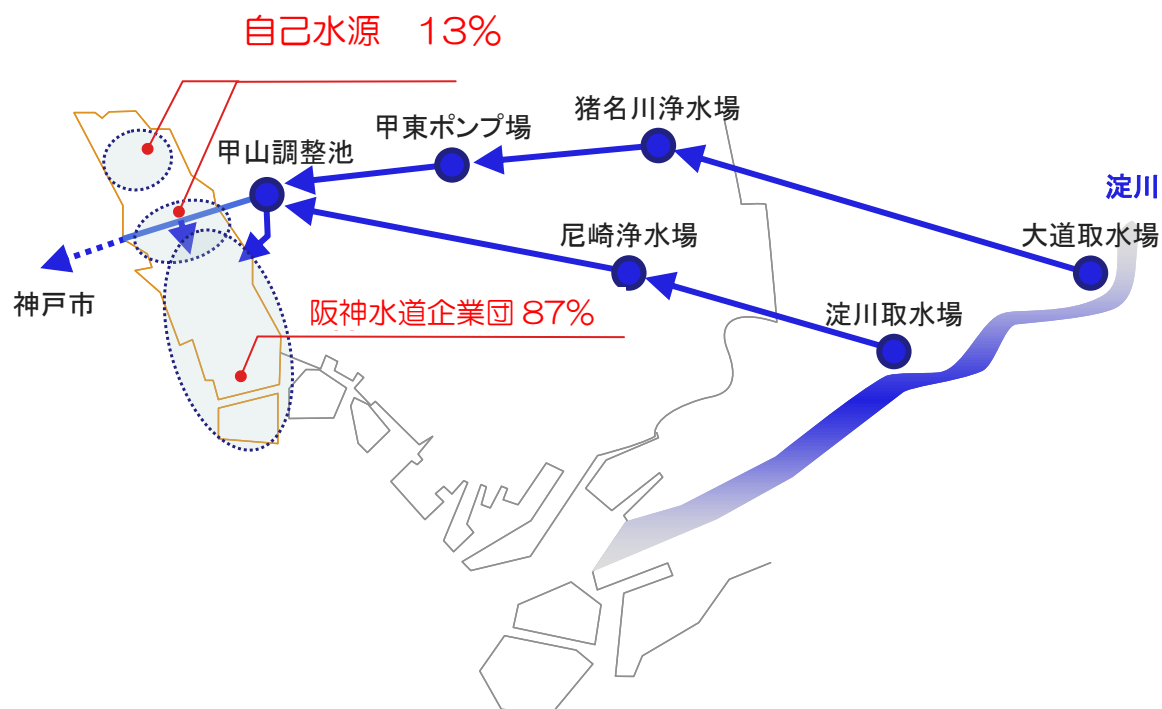 自己水源　13%
猪名川浄水場
甲東ポンプ場
甲山調整池
淀川
大道取水場
尼崎浄水場
神戸市
阪神水道企業団 87%
淀川取水場